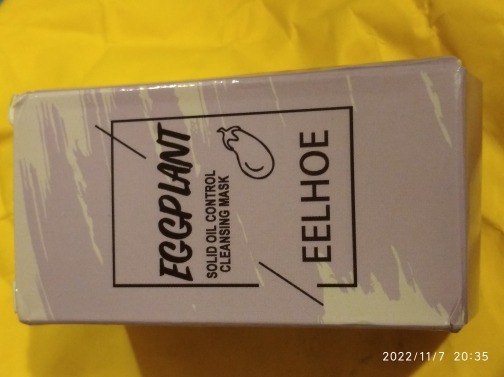 EGGPLANT
SOLID OIL CONTROL
CLEANSING MASK
EELHOE
2022/11/7 20:35